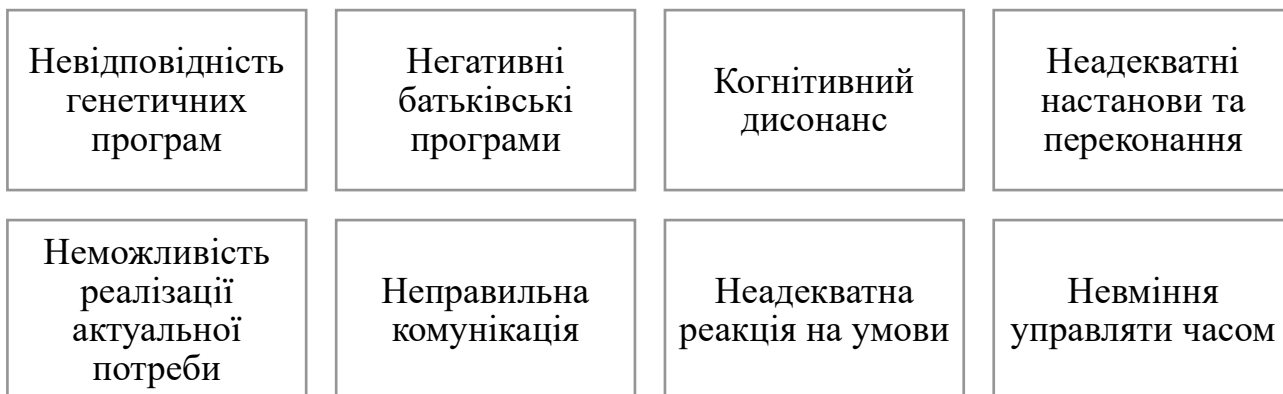 Невідповідність
генетичних
програм
Негативні
батьківські
програми
Когнітивний
дисонанс
Неадекватні
настанови та
переконання
Неможливість
реалізації
актуальної
потреби
Неправильна
комунікація
Неадекватна
реакція на умови
Невміння
управляти часом